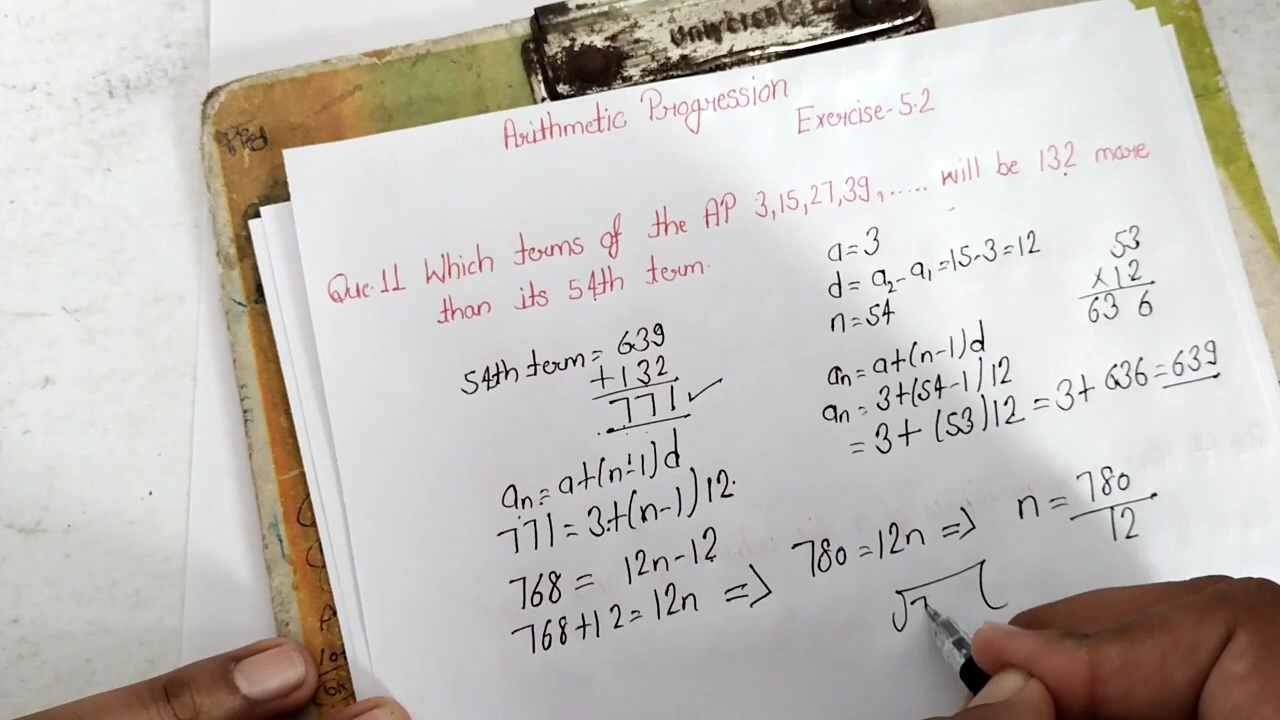 Arithmetic Progression
Exercise-5.2
Que.11 Which terms of the AP 3,15,27,39,..... will be 132 more
than its 54th term.
54th term = 639
+132
771 ✓
an = a+(n-1)d
771 = 3+(n-1)12
768 = 12n-12
768+12 = 12n =>
780 = 12n =>
n = 780/12
a=3
d= a2-a1 =15-3=12
n=54
an = a+(n-1)d
an = 3+(54-1)12
= 3+(53)12 = 3+636 = 639
53
×12
636